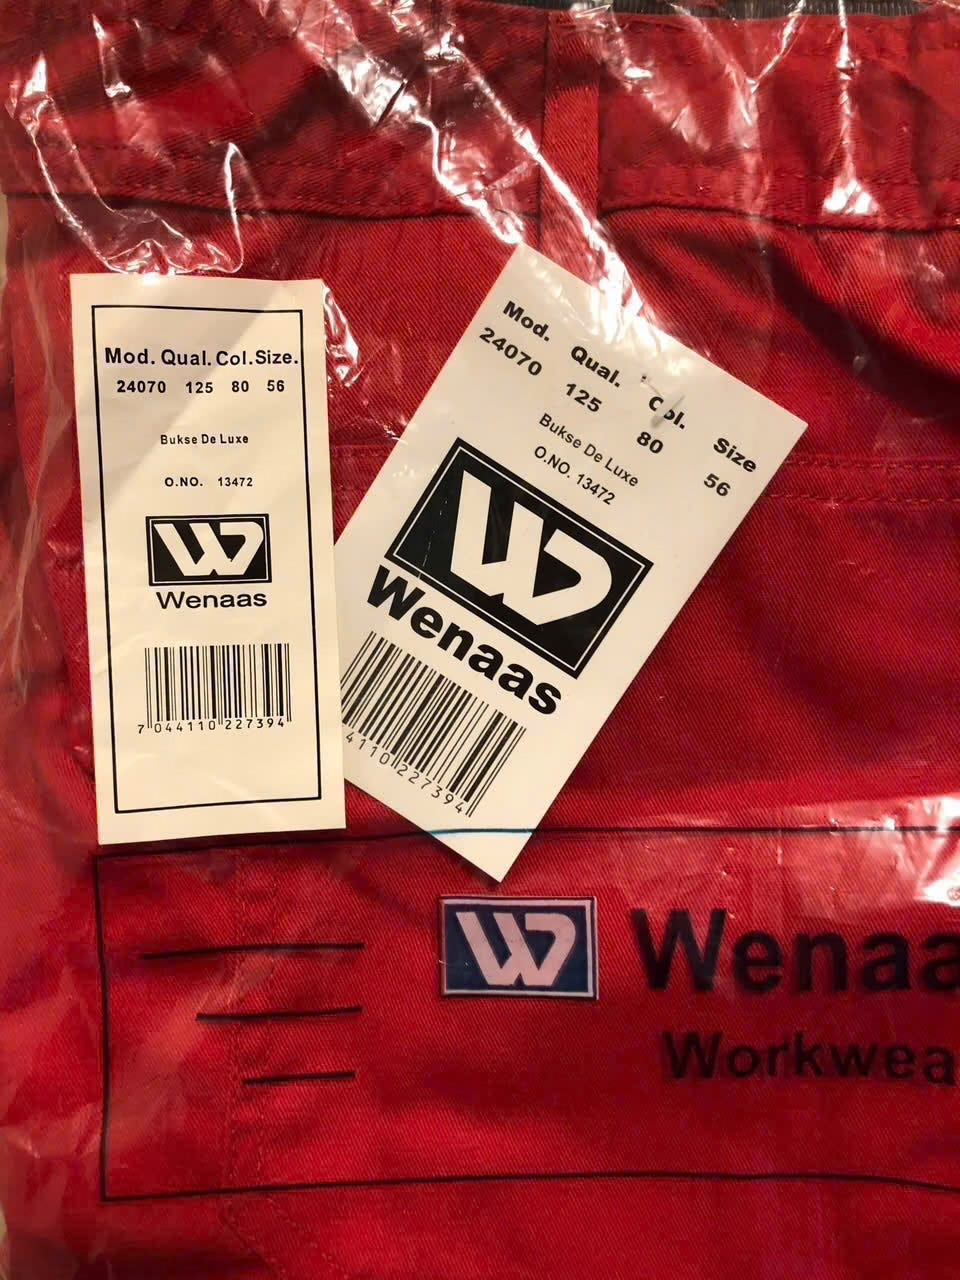 Mod. Qual. Col. Size.
24070 125 80 56
Bukse De Luxe
O.NO. 13472
W
Wenaas
7 044110 227394
Mod. Qual. Col. Size
24070 125 80 56
Bukse De Luxe
O.NO. 13472
W
Wenaas
4110 227394
W
Wenaa
Workwea